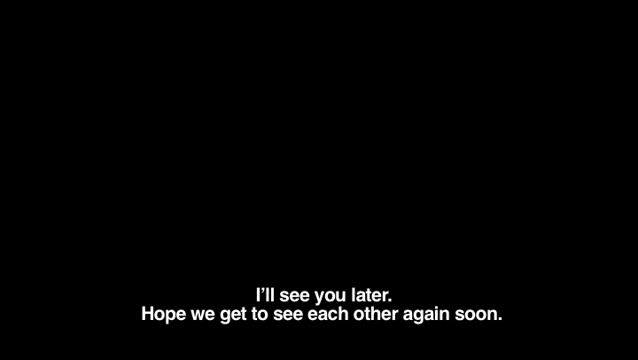 I’ll see you later.
Hope we get to see each other again soon.